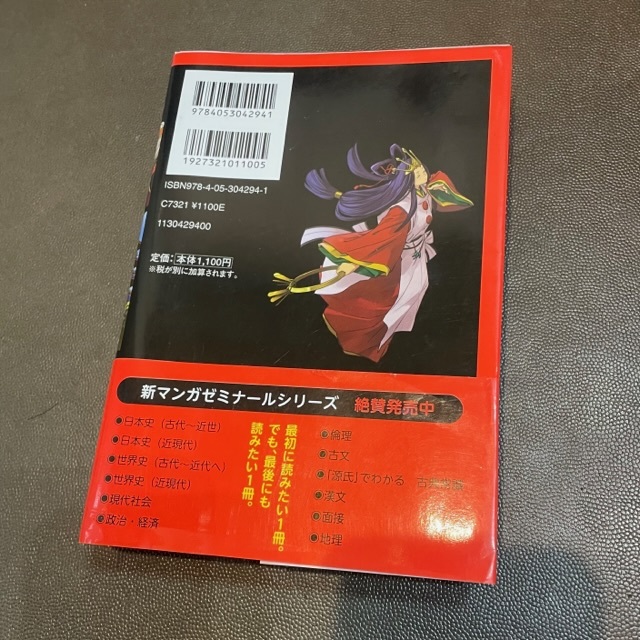 9784053042941
1927321011005
ISBN978-4-05-304294-1
C7321 ¥1100E
1130429400
定価：本体1,100円
※税が別に加算されます。
新マンガゼミナールシリーズ 絶賛発売中
●日本史（古代～近世）
●日本史（近現代）
●世界史（古代～近代へ）
●世界史（近現代）
●現代社会
●政治・経済
最初に読みたい1冊。
でも、最後にも
読みたい1冊。
●倫理
●古文
●「源氏」でわかる
●漢文
●面接
●地理